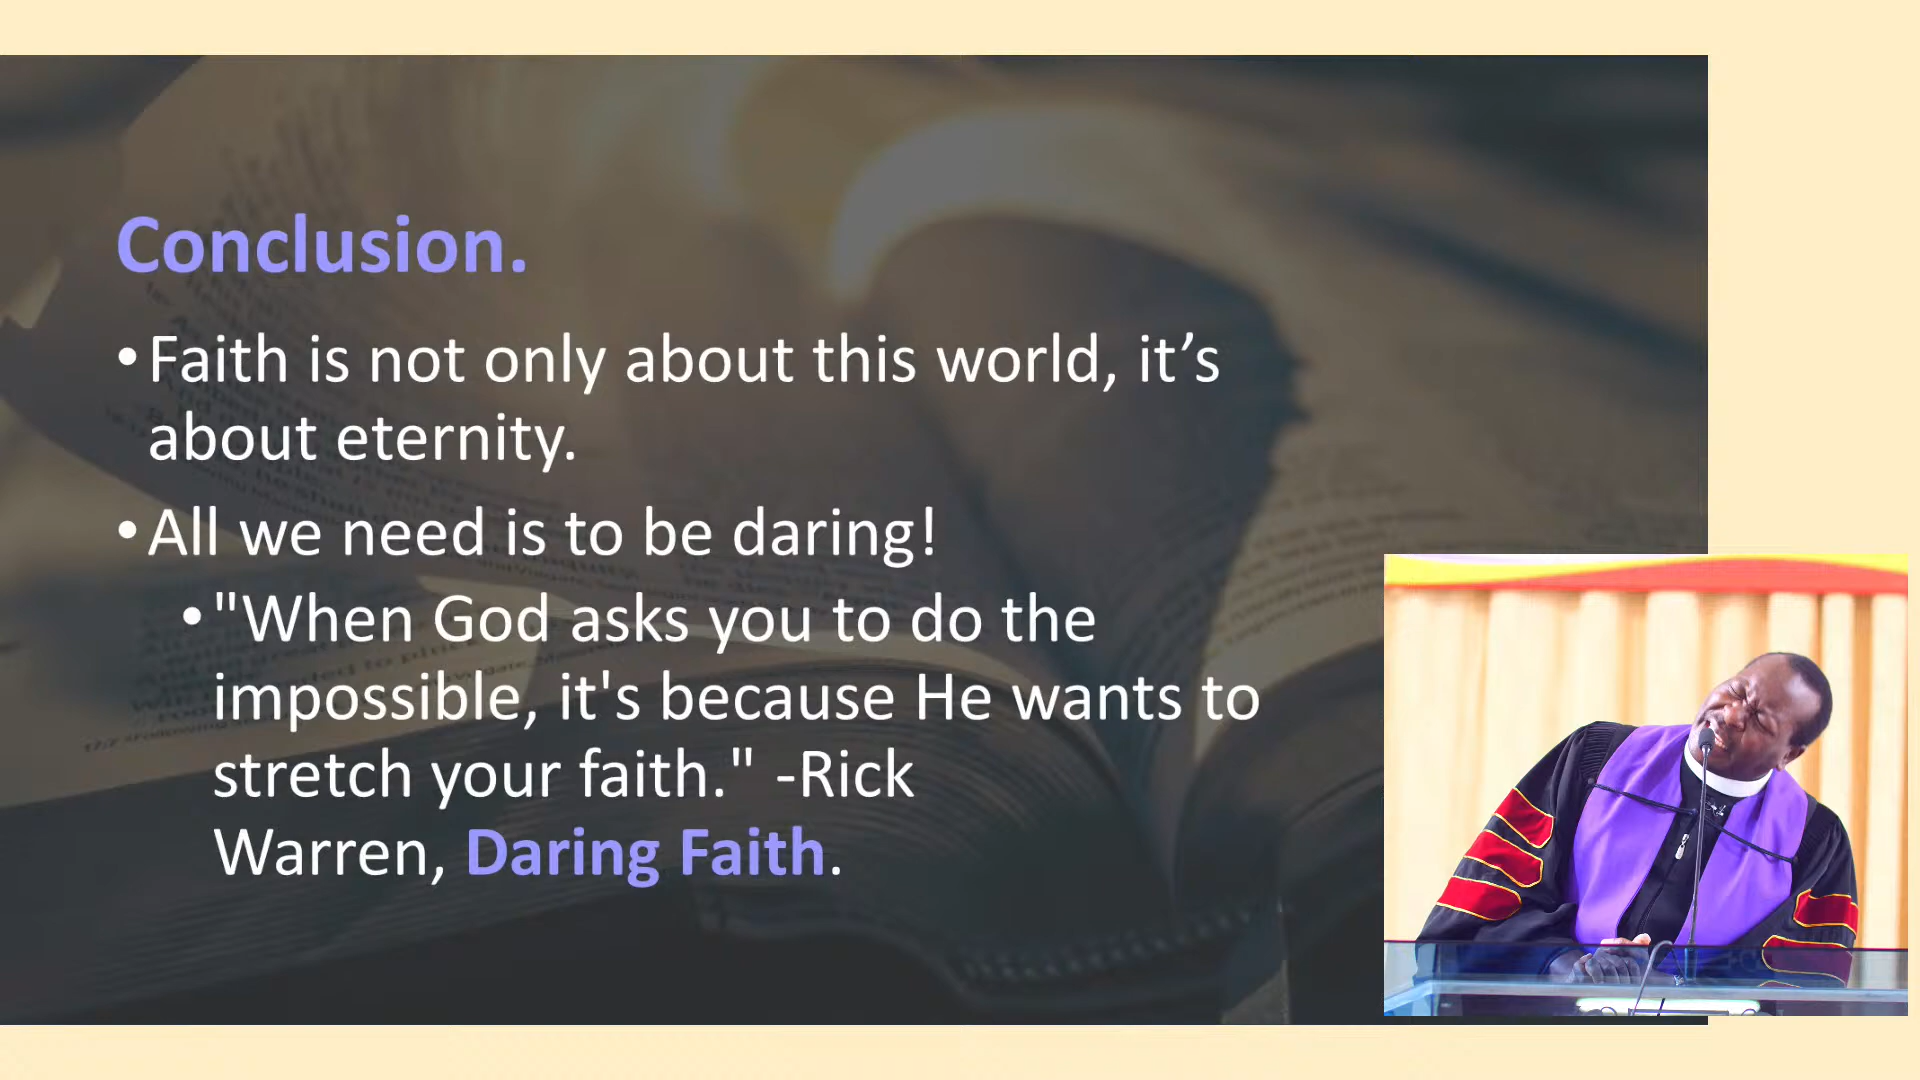 Conclusion.
•Faith is not only about this world, it’s
about eternity.
•All we need is to be daring!
•"When God asks you to do the
impossible, it's because He wants to
stretch your faith." -Rick
Warren, Daring Faith.